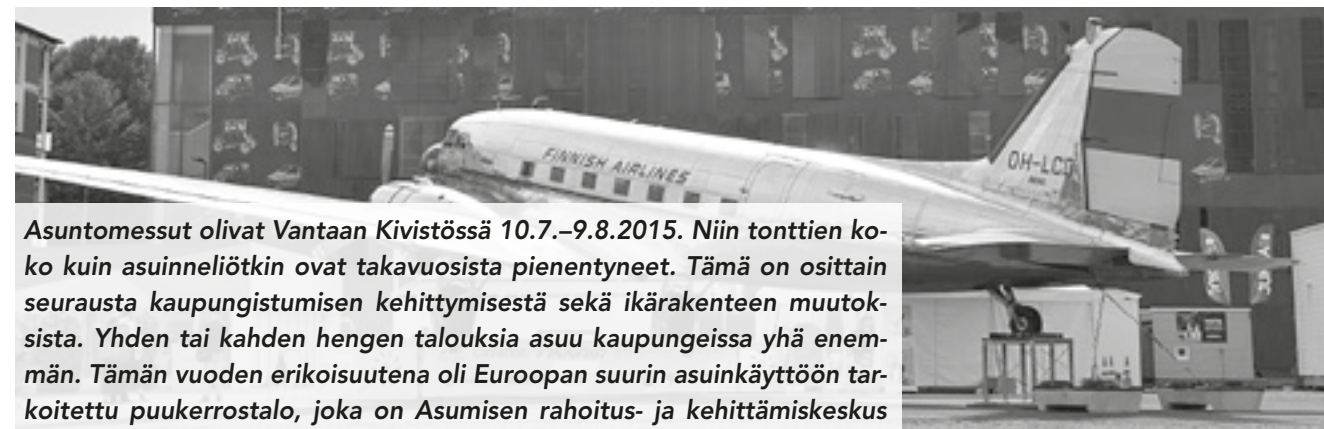 FINNISH AIRLINES
OH-LCD
Asuntomessut olivat Vantaan Kivistössä 10.7.–9.8.2015. Niin tonttien ko-
ko kuin asuinneliötkin ovat takavuosista pienentyneet. Tämä on osittain
seurausta kaupungistumisen kehittymisestä sekä ikärakenteen muutok-
sista. Yhden tai kahden hengen talouksia asuu kaupungeissa yhä enem-
män. Tämän vuoden erikoisuutena oli Euroopan suurin asuinkäyttöön tar-
koitettu puukerrostalo, joka on Asumisen rahoitus- ja kehittämiskeskus